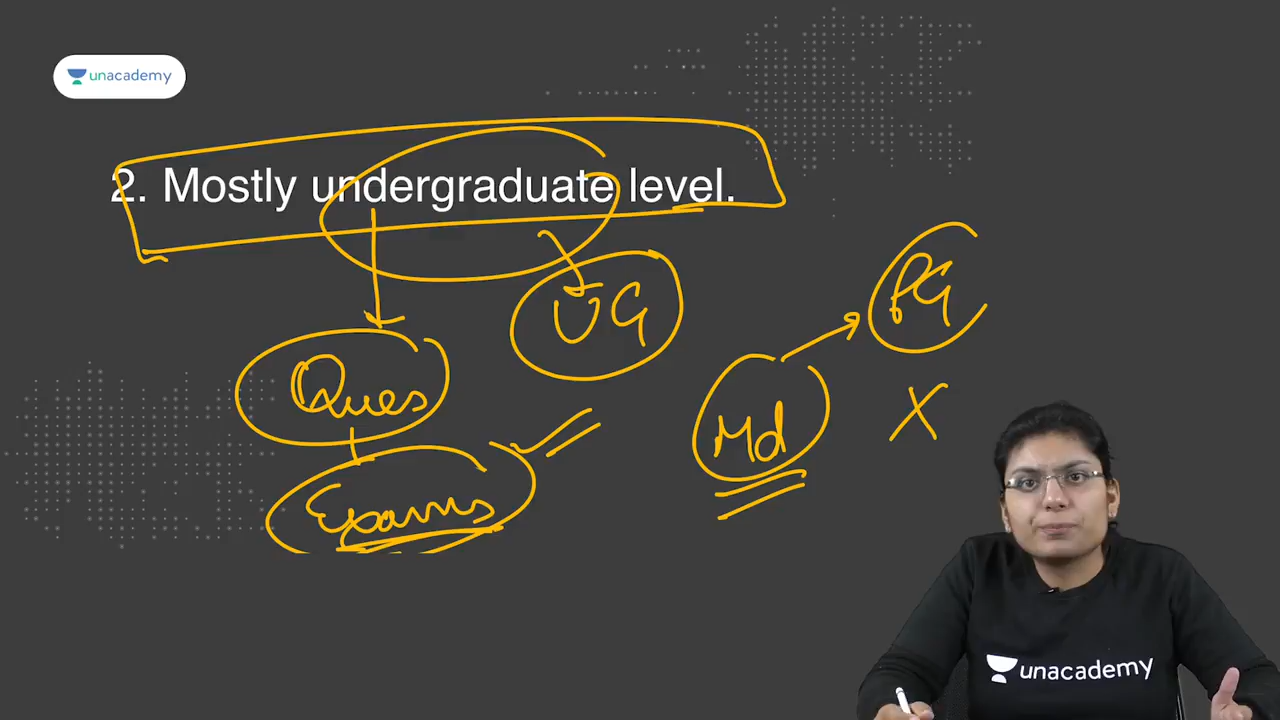 unacademy
2. Mostly undergraduate level.
UG
PG
Ques
Md
Exams
unacademy